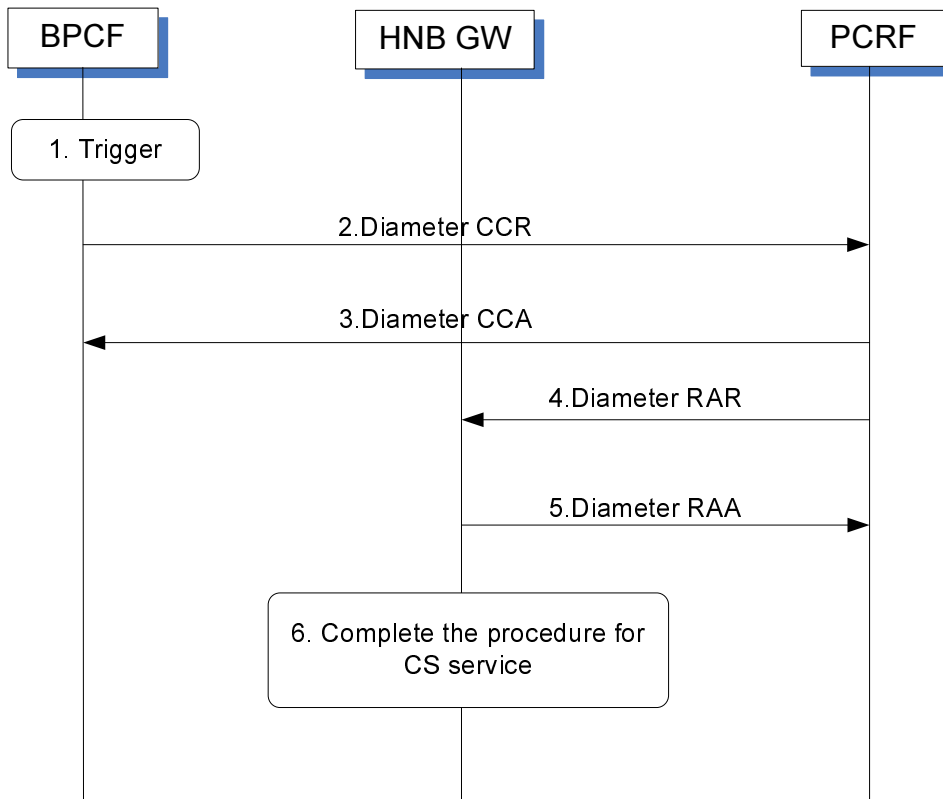 BPCF
HNB GW
PCRF
1. Trigger
2.Diameter CCR
3.Diameter CCA
4.Diameter RAR
5.Diameter RAA
6. Complete the procedure for
CS service